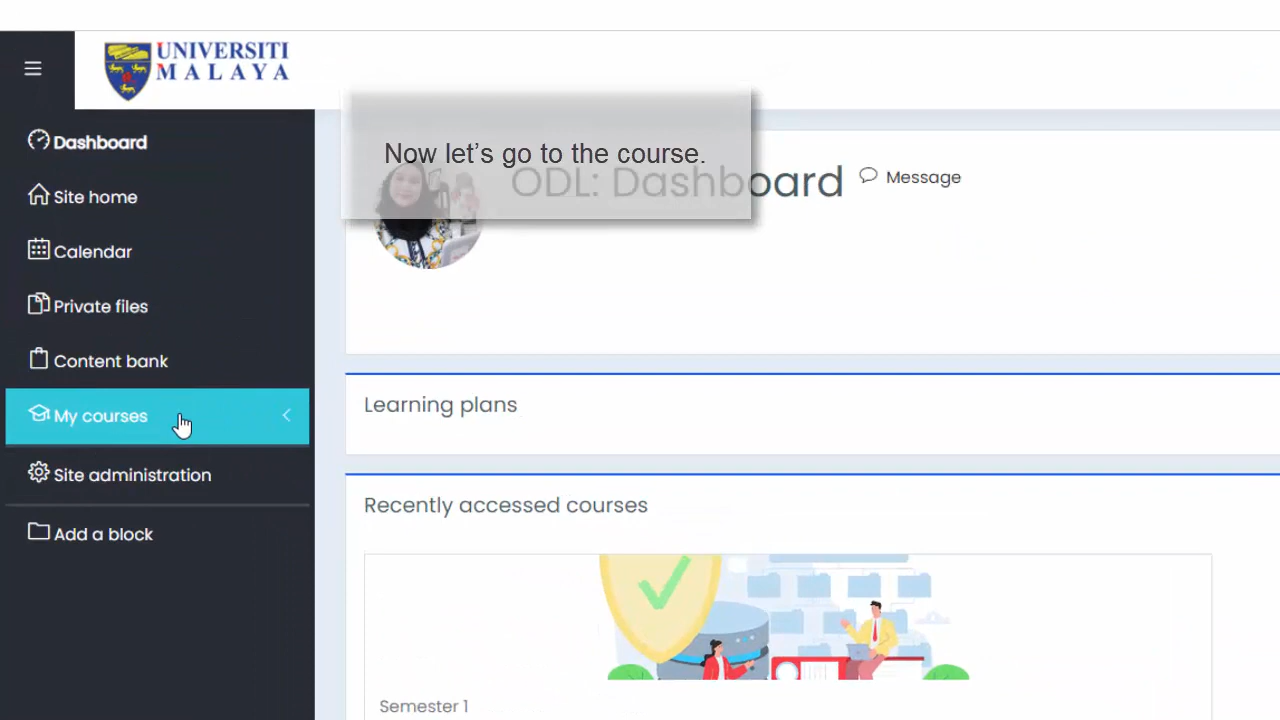 UNIVERSITI
MALAYA
Dashboard
Site home
Calendar
Private files
Content bank
My courses
Site administration
Add a block
Now let’s go to the course.
ODL: Dashboard
Message
Learning plans
Recently accessed courses
Semester 1